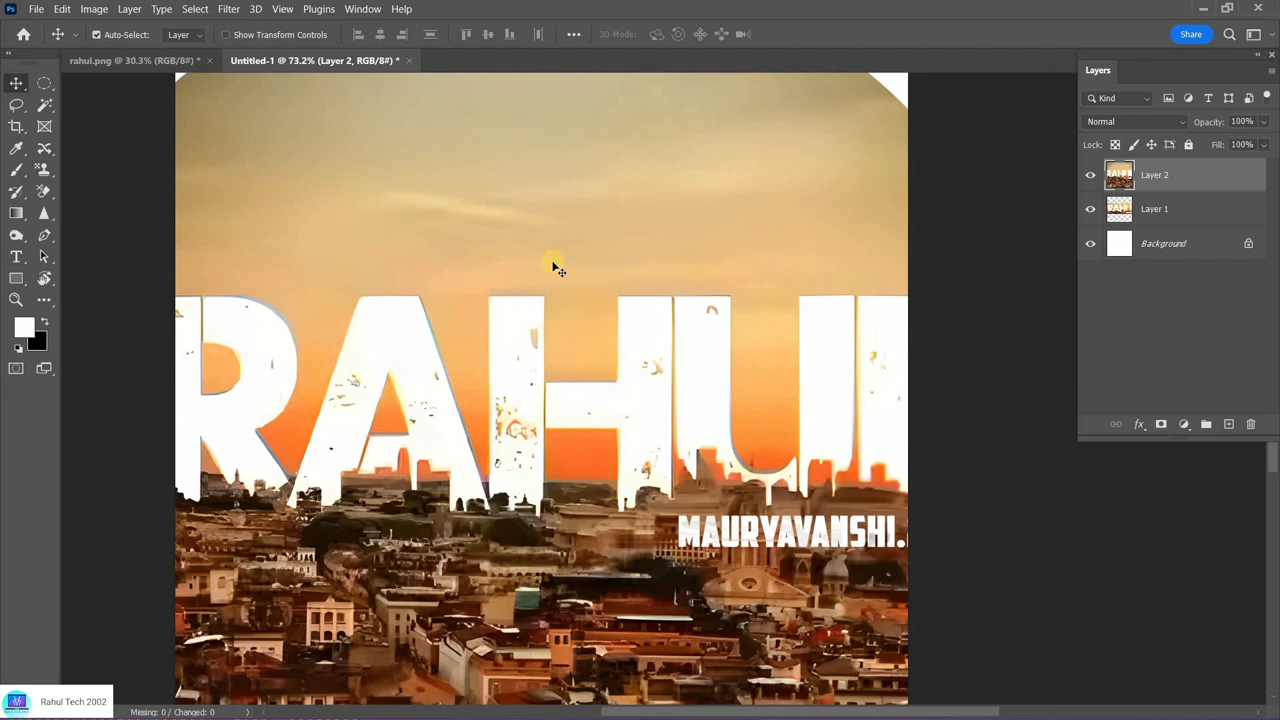 File Edit Image Layer Type Select Filter 3D View Plugins Window Help
Auto-Select: Layer Show Transform Controls 3D Mode: Share
rahul.png @ 30.3% (RGB/8#) * × Untitled-1 @ 73.2% (Layer 2, RGB/8#) * ×
Layers
Kind
Normal Opacity: 100%
Lock: Fill: 100%
Layer 2
Layer 1
Background
RAHUL
MAURYAVANSHI.
Rahul Tech 2002
Missing: 0 / Changed: 0